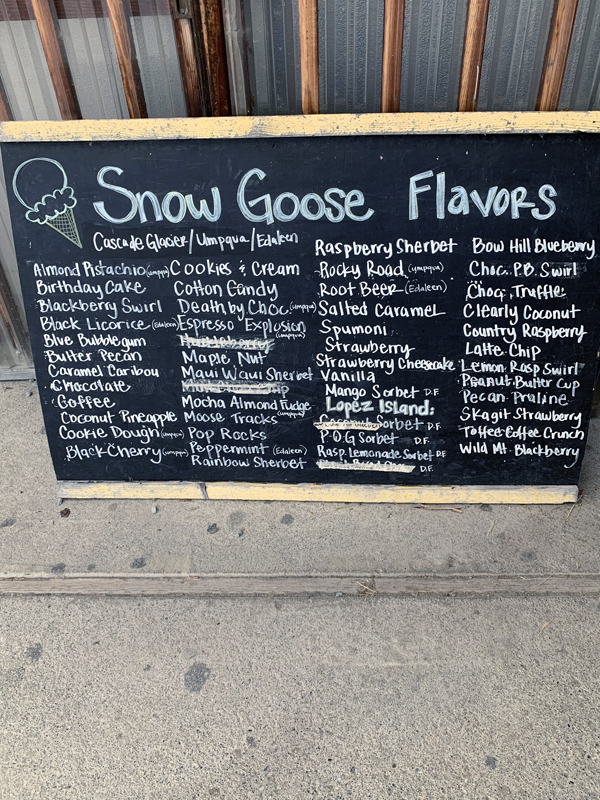 Snow Goose Flavors
Cascade Glacier/Umpqua/Edaleen
Almond Pistachio (umpqua)
Birthday Cake
Blackberry Swirl
Black Licorice (Edaleen)
Blue Bubblegum
Butter Pecan
Caramel Caribou
Chocolate
Coffee
Coconut Pineapple
Cookie Dough (umpqua)
Black Cherry (umpqua)
Cookies & Cream
Cotton Candy
Death by Choc. (umpqua)
Espresso Explosion
(umpqua)
Maple Nut
Maui Waui Sherbet
Mocha Almond Fudge
Moose Tracks (umpqua)
Pop Rocks
Peppermint (Edaleen)
Rainbow Sherbet
Raspberry Sherbet
Rocky Road (umpqua)
Root Beer (Edaleen)
Salted Caramel
Spumoni
Strawberry
Strawberry Cheesecake
Vanilla
Mango Sorbet D.F.
Lopez Island:
Sorbet D.F.
P.O.G Sorbet D.F.
Rasp. Lemonade Sorbet D.F.
D.F.
Bow Hill Blueberry
Choc. P.B. Swirl
Choc. Truffle
Clearly Coconut
Country Raspberry
Latte Chip
Lemon Rasp Swirl
Peanut Butter Cup
Pecan Praline
Skagit Strawberry
Toffee Coffee Crunch
Wild Mt. Blackberry